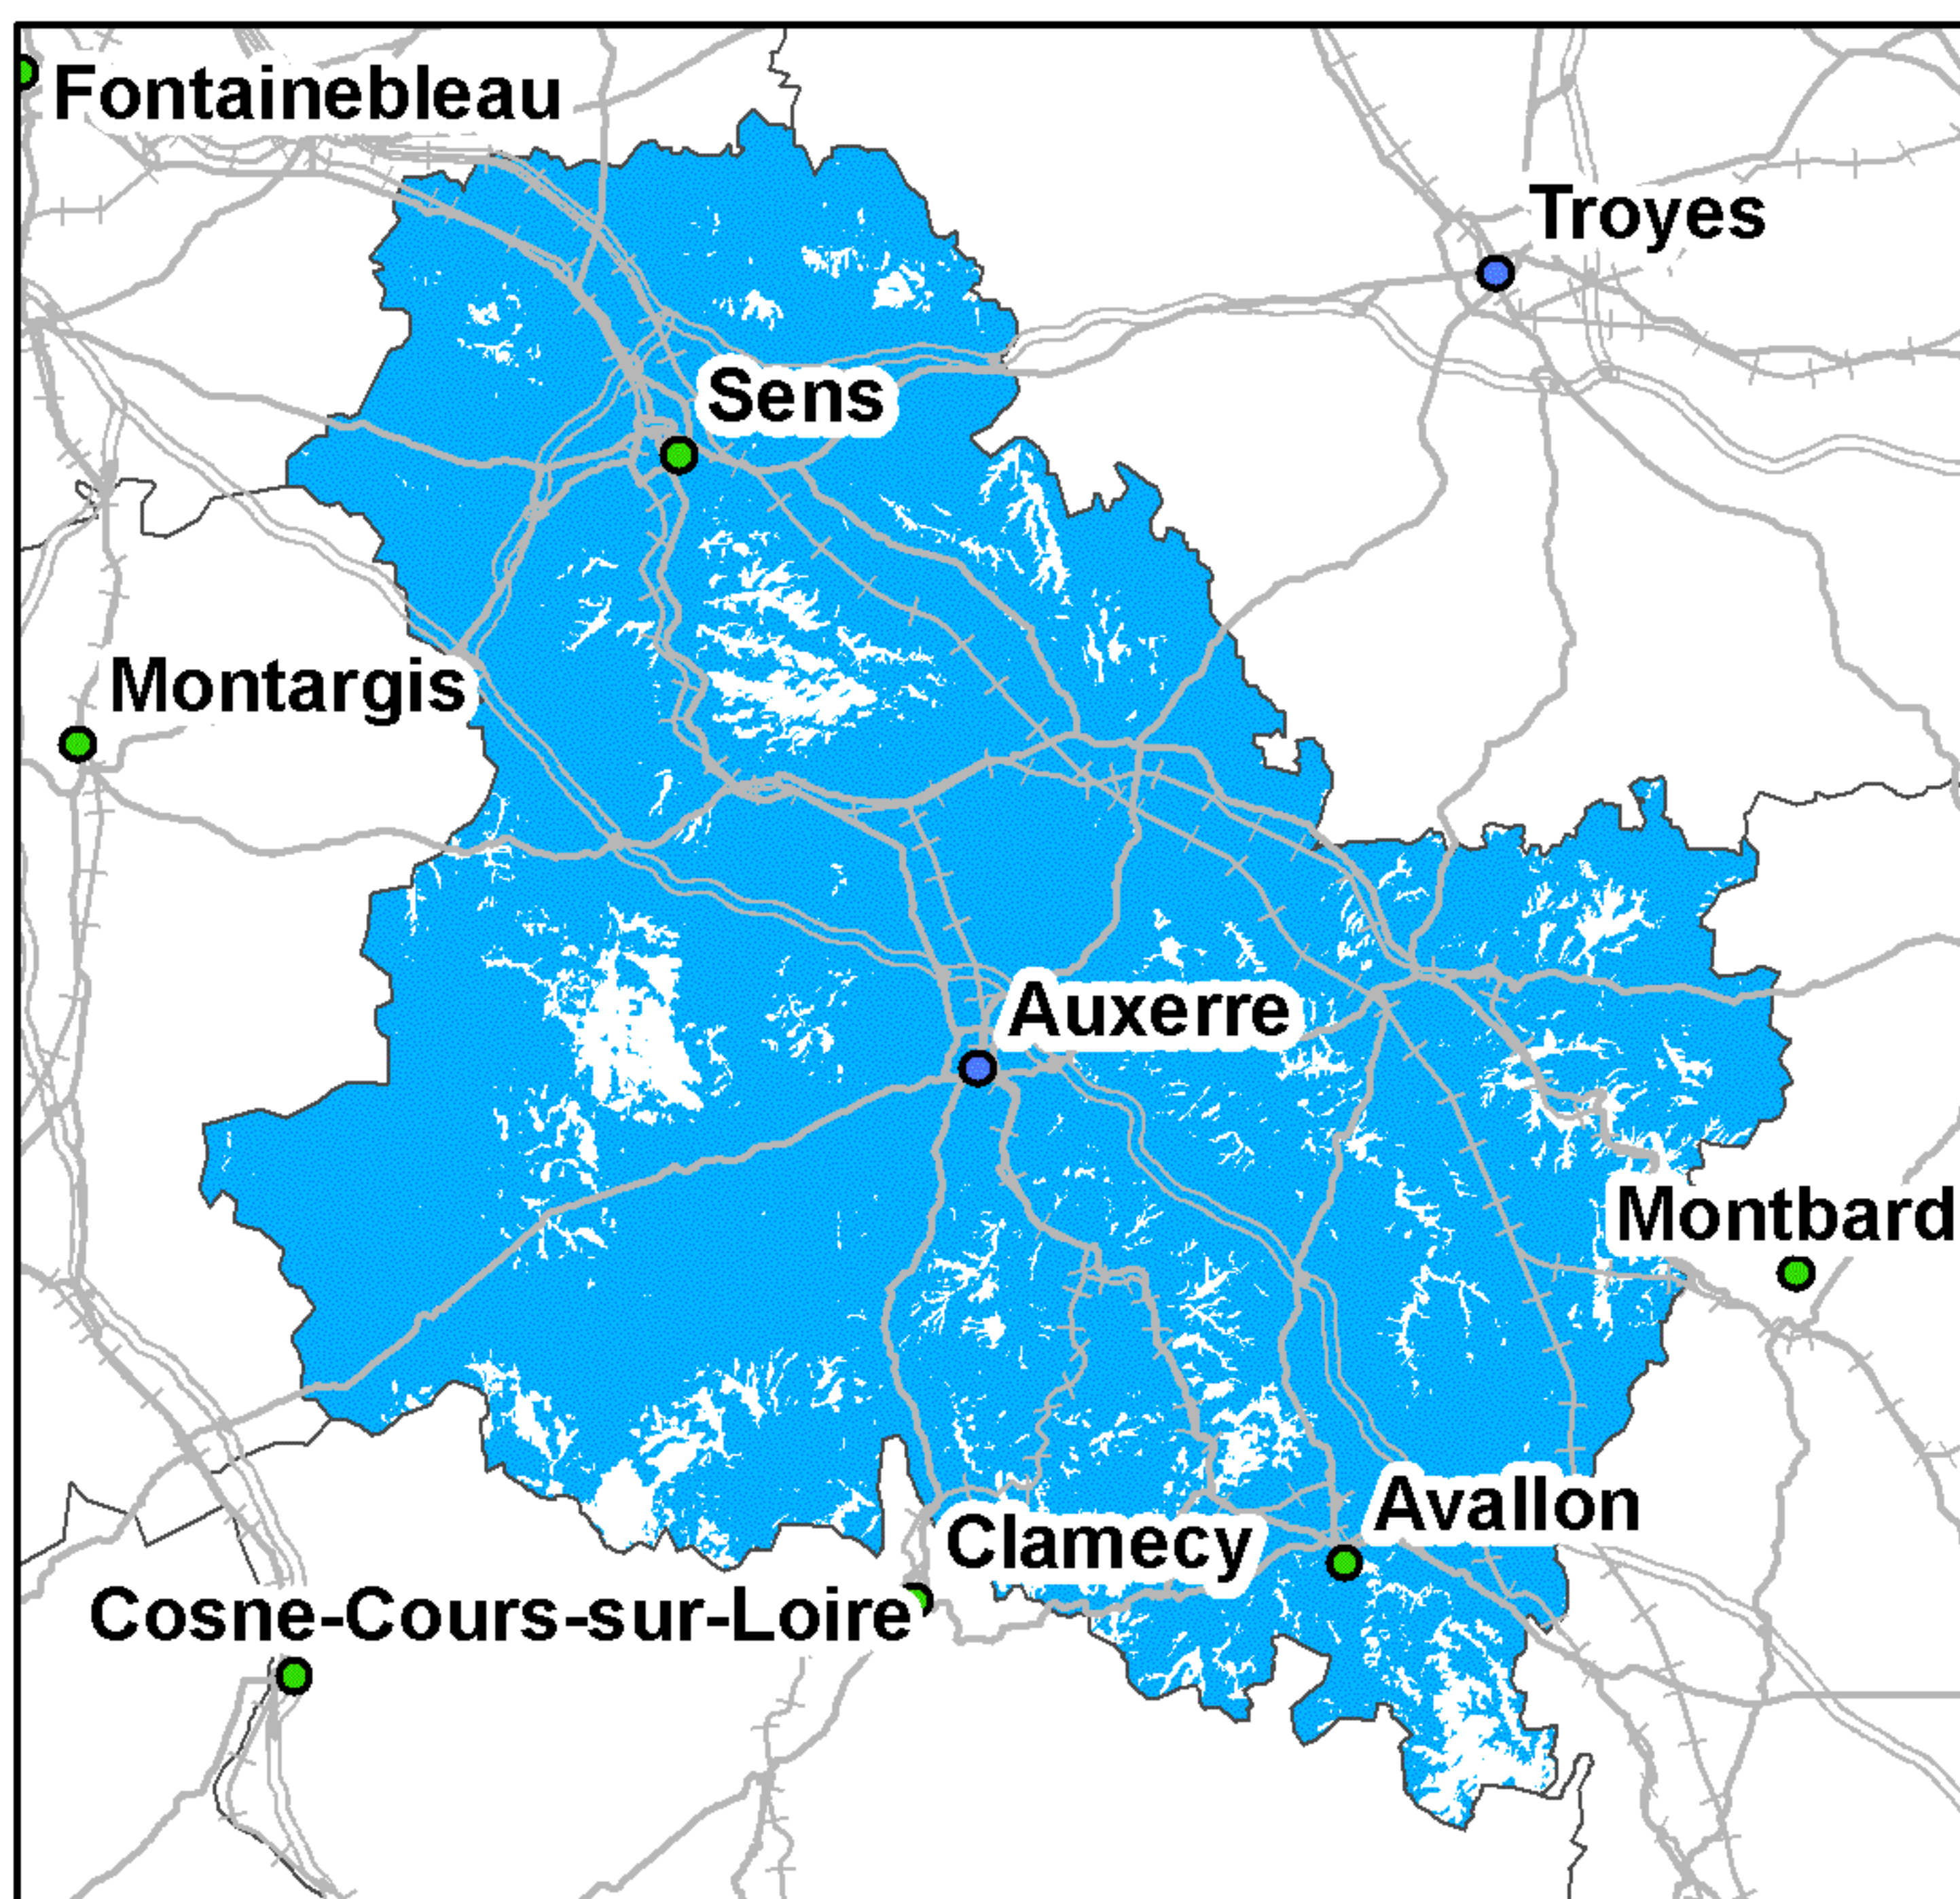 Fontainebleau
Troyes
Sens
Montargis
Auxerre
Montbard
Avallon
Clamecy
Cosne-Cours-sur-Loire